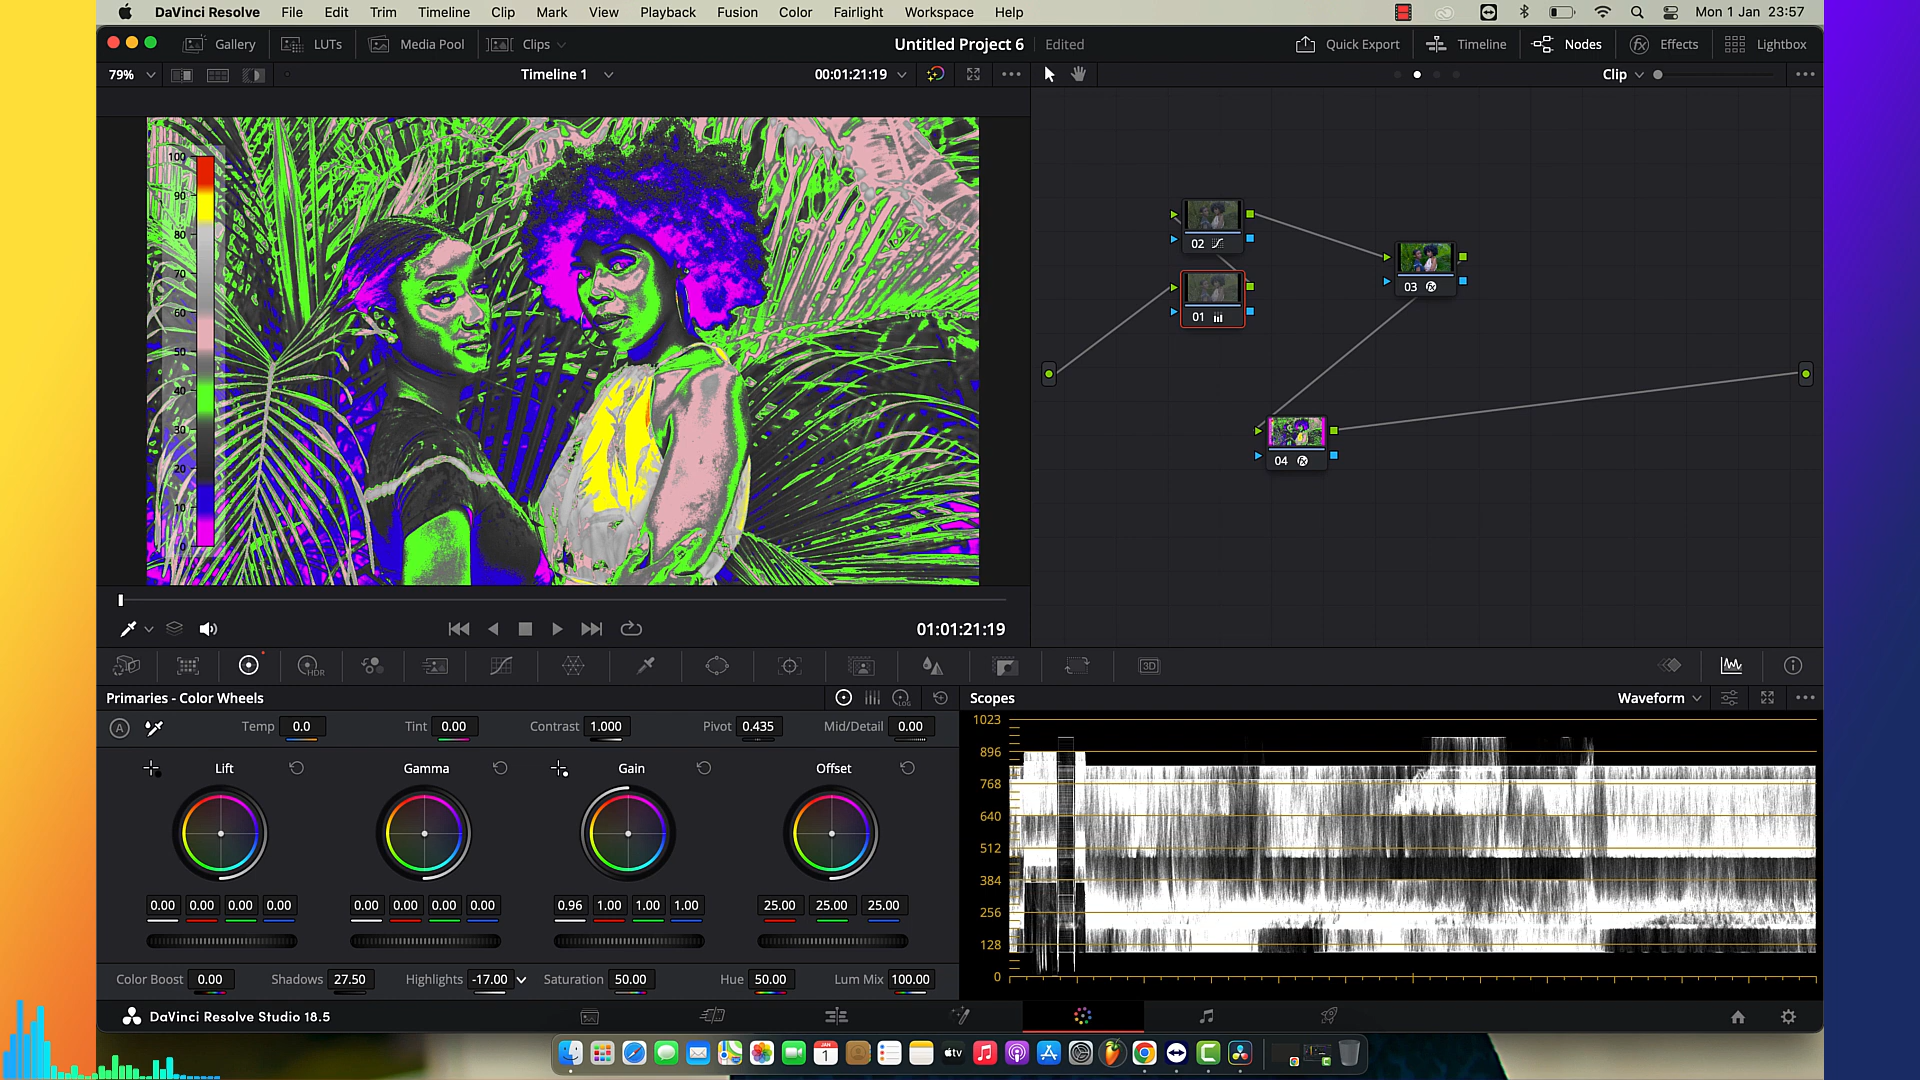 DaVinci Resolve File Edit Trim Timeline Clip Mark View Playback Fusion Color Fairlight Workspace Help Mon 1 Jan 23:57
Gallery LUTs Media Pool Clips Untitled Project 6 Edited Quick Export Timeline Nodes Effects Lightbox
79% Timeline 1 00:01:21:19 Clip
100
90
80
70
60
50
40
30
20
10
0
02
03
01
04
01:01:21:19
HDR 3D
Primaries - Color Wheels LOG Scopes Waveform
A Temp 0.0 Tint 0.00 Contrast 1.000 Pivot 0.435 Mid/Detail 0.00
Lift Gamma Gain Offset
0.00 0.00 0.00 0.00 0.00 0.00 0.00 0.00 0.96 1.00 1.00 1.00 25.00 25.00 25.00
Color Boost 0.00 Shadows 27.50 Highlights -17.00 Saturation 50.00 Hue 50.00 Lum Mix 100.00
1023
896
768
640
512
384
256
128
0
DaVinci Resolve Studio 18.5
JAN
1
tv